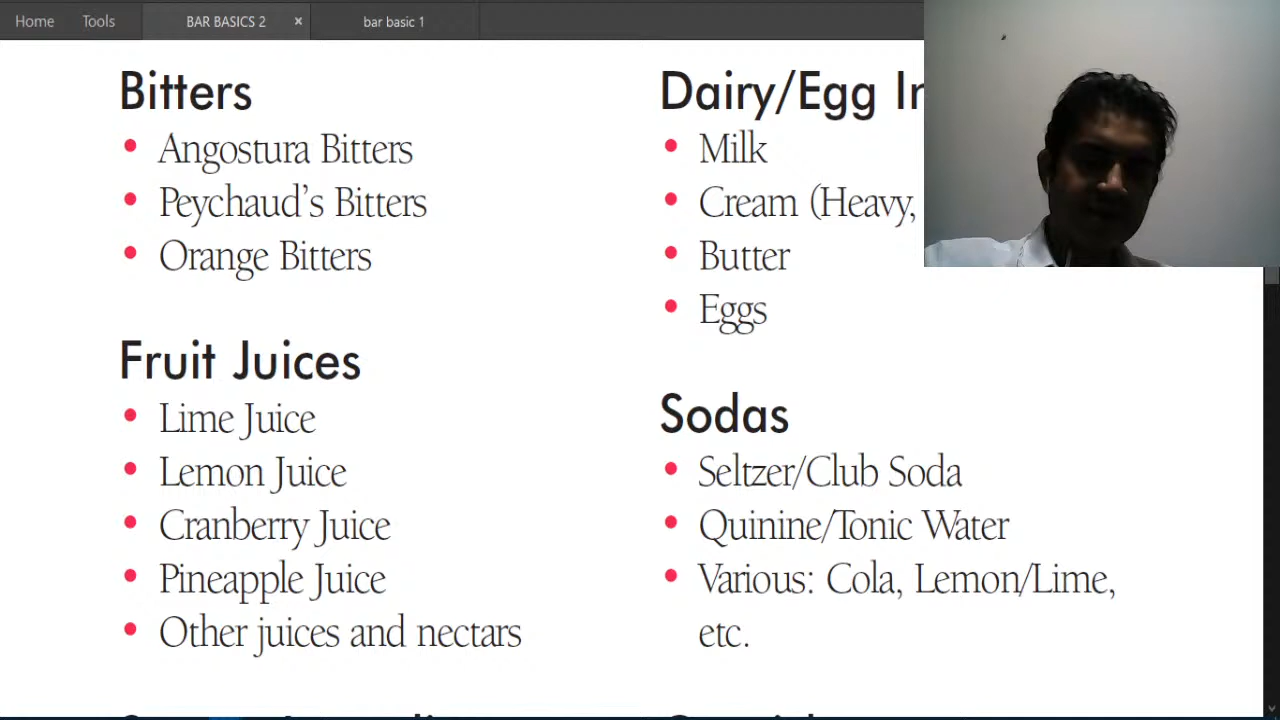 Home Tools BAR BASICS 2 × bar basic 1
Bitters
• Angostura Bitters
• Peychaud’s Bitters
• Orange Bitters
Fruit Juices
• Lime Juice
• Lemon Juice
• Cranberry Juice
• Pineapple Juice
• Other juices and nectars
Dairy/Egg
• Milk
• Cream (Heavy,
• Butter
• Eggs
Sodas
• Seltzer/Club Soda
• Quinine/Tonic Water
• Various: Cola, Lemon/Lime,
etc.